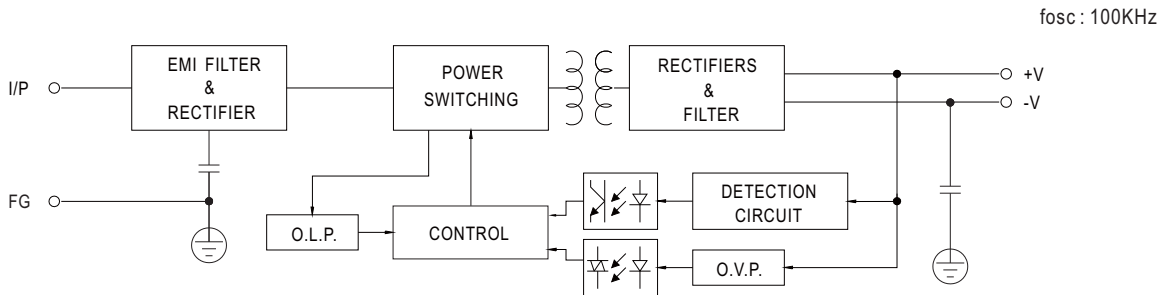 fosc : 100KHz
I/P
EMI FILTER
&
RECTIFIER
POWER
SWITCHING
RECTIFIERS
&
FILTER
+V
-V
FG
O.L.P.
CONTROL
DETECTION
CIRCUIT
O.V.P.